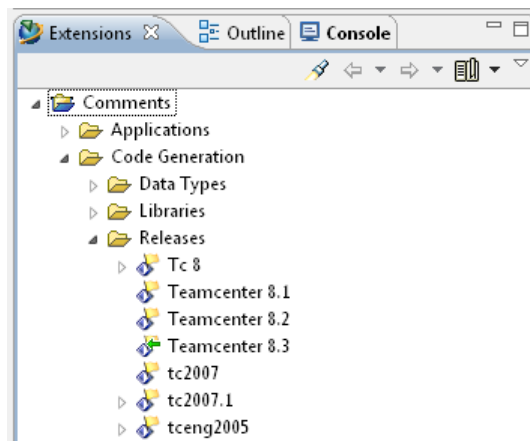 Extensions Outline Console
Comments
Applications
Code Generation
Data Types
Libraries
Releases
Tc 8
Teamcenter 8.1
Teamcenter 8.2
Teamcenter 8.3
tc2007
tc2007.1
tceng2005